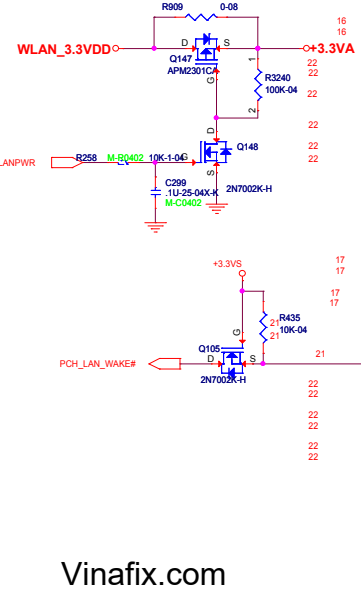 R909 0-08
16
16
WLAN_3.3VDD D S +3.3VA
Q147
APM2301CA
G
1
22
22
R3240
100K-04
22
2
22
D
Q148
22
22
LANPWR R258 M-R0402 10K-1-04 G
S
C299
.1U-25-04X-K
M-C0402
2N7002K-H
+3.3VS
17
17
17
17
G
R435
10K-04
21
21
Q105
D S
21
PCH_LAN_WAKE#
2N7002K-H
22
22
22
22
22
22
Vinafix.com